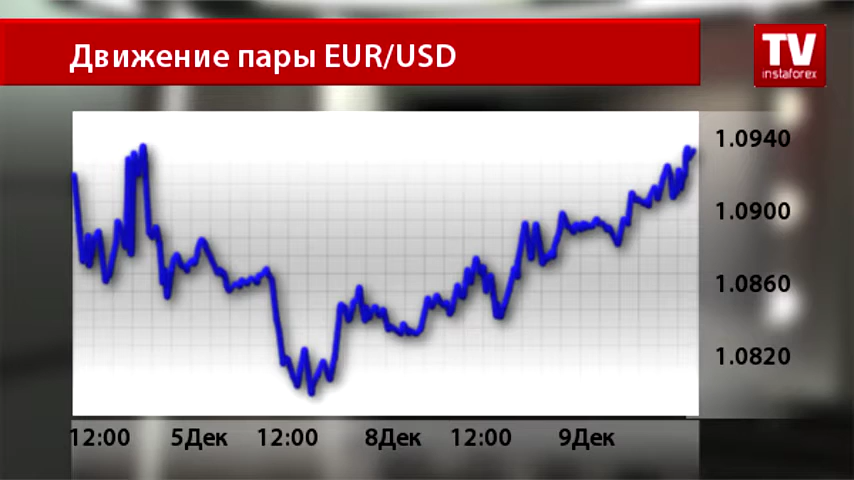 Движение пары EUR/USD
TV
instaforex
1.0940
1.0900
1.0860
1.0820
12:00 5Дек 12:00 8Дек 12:00 9Дек